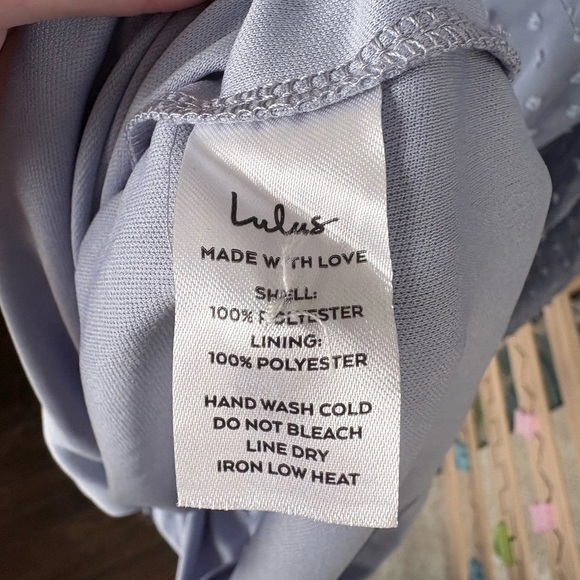 Lulus
MADE WITH LOVE
SHELL:
100% POLYESTER
LINING:
100% POLYESTER
HAND WASH COLD
DO NOT BLEACH
LINE DRY
IRON LOW HEAT